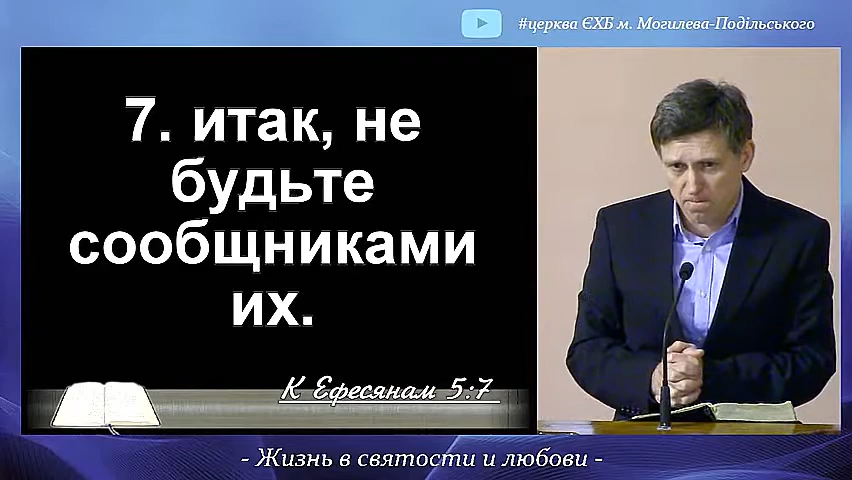 #церква ЄХБ м. Могилева-Подільського
7. итак, не
будьте
сообщниками
их.
К Ефесянам 5:7
- Жизнь в святости и любови -